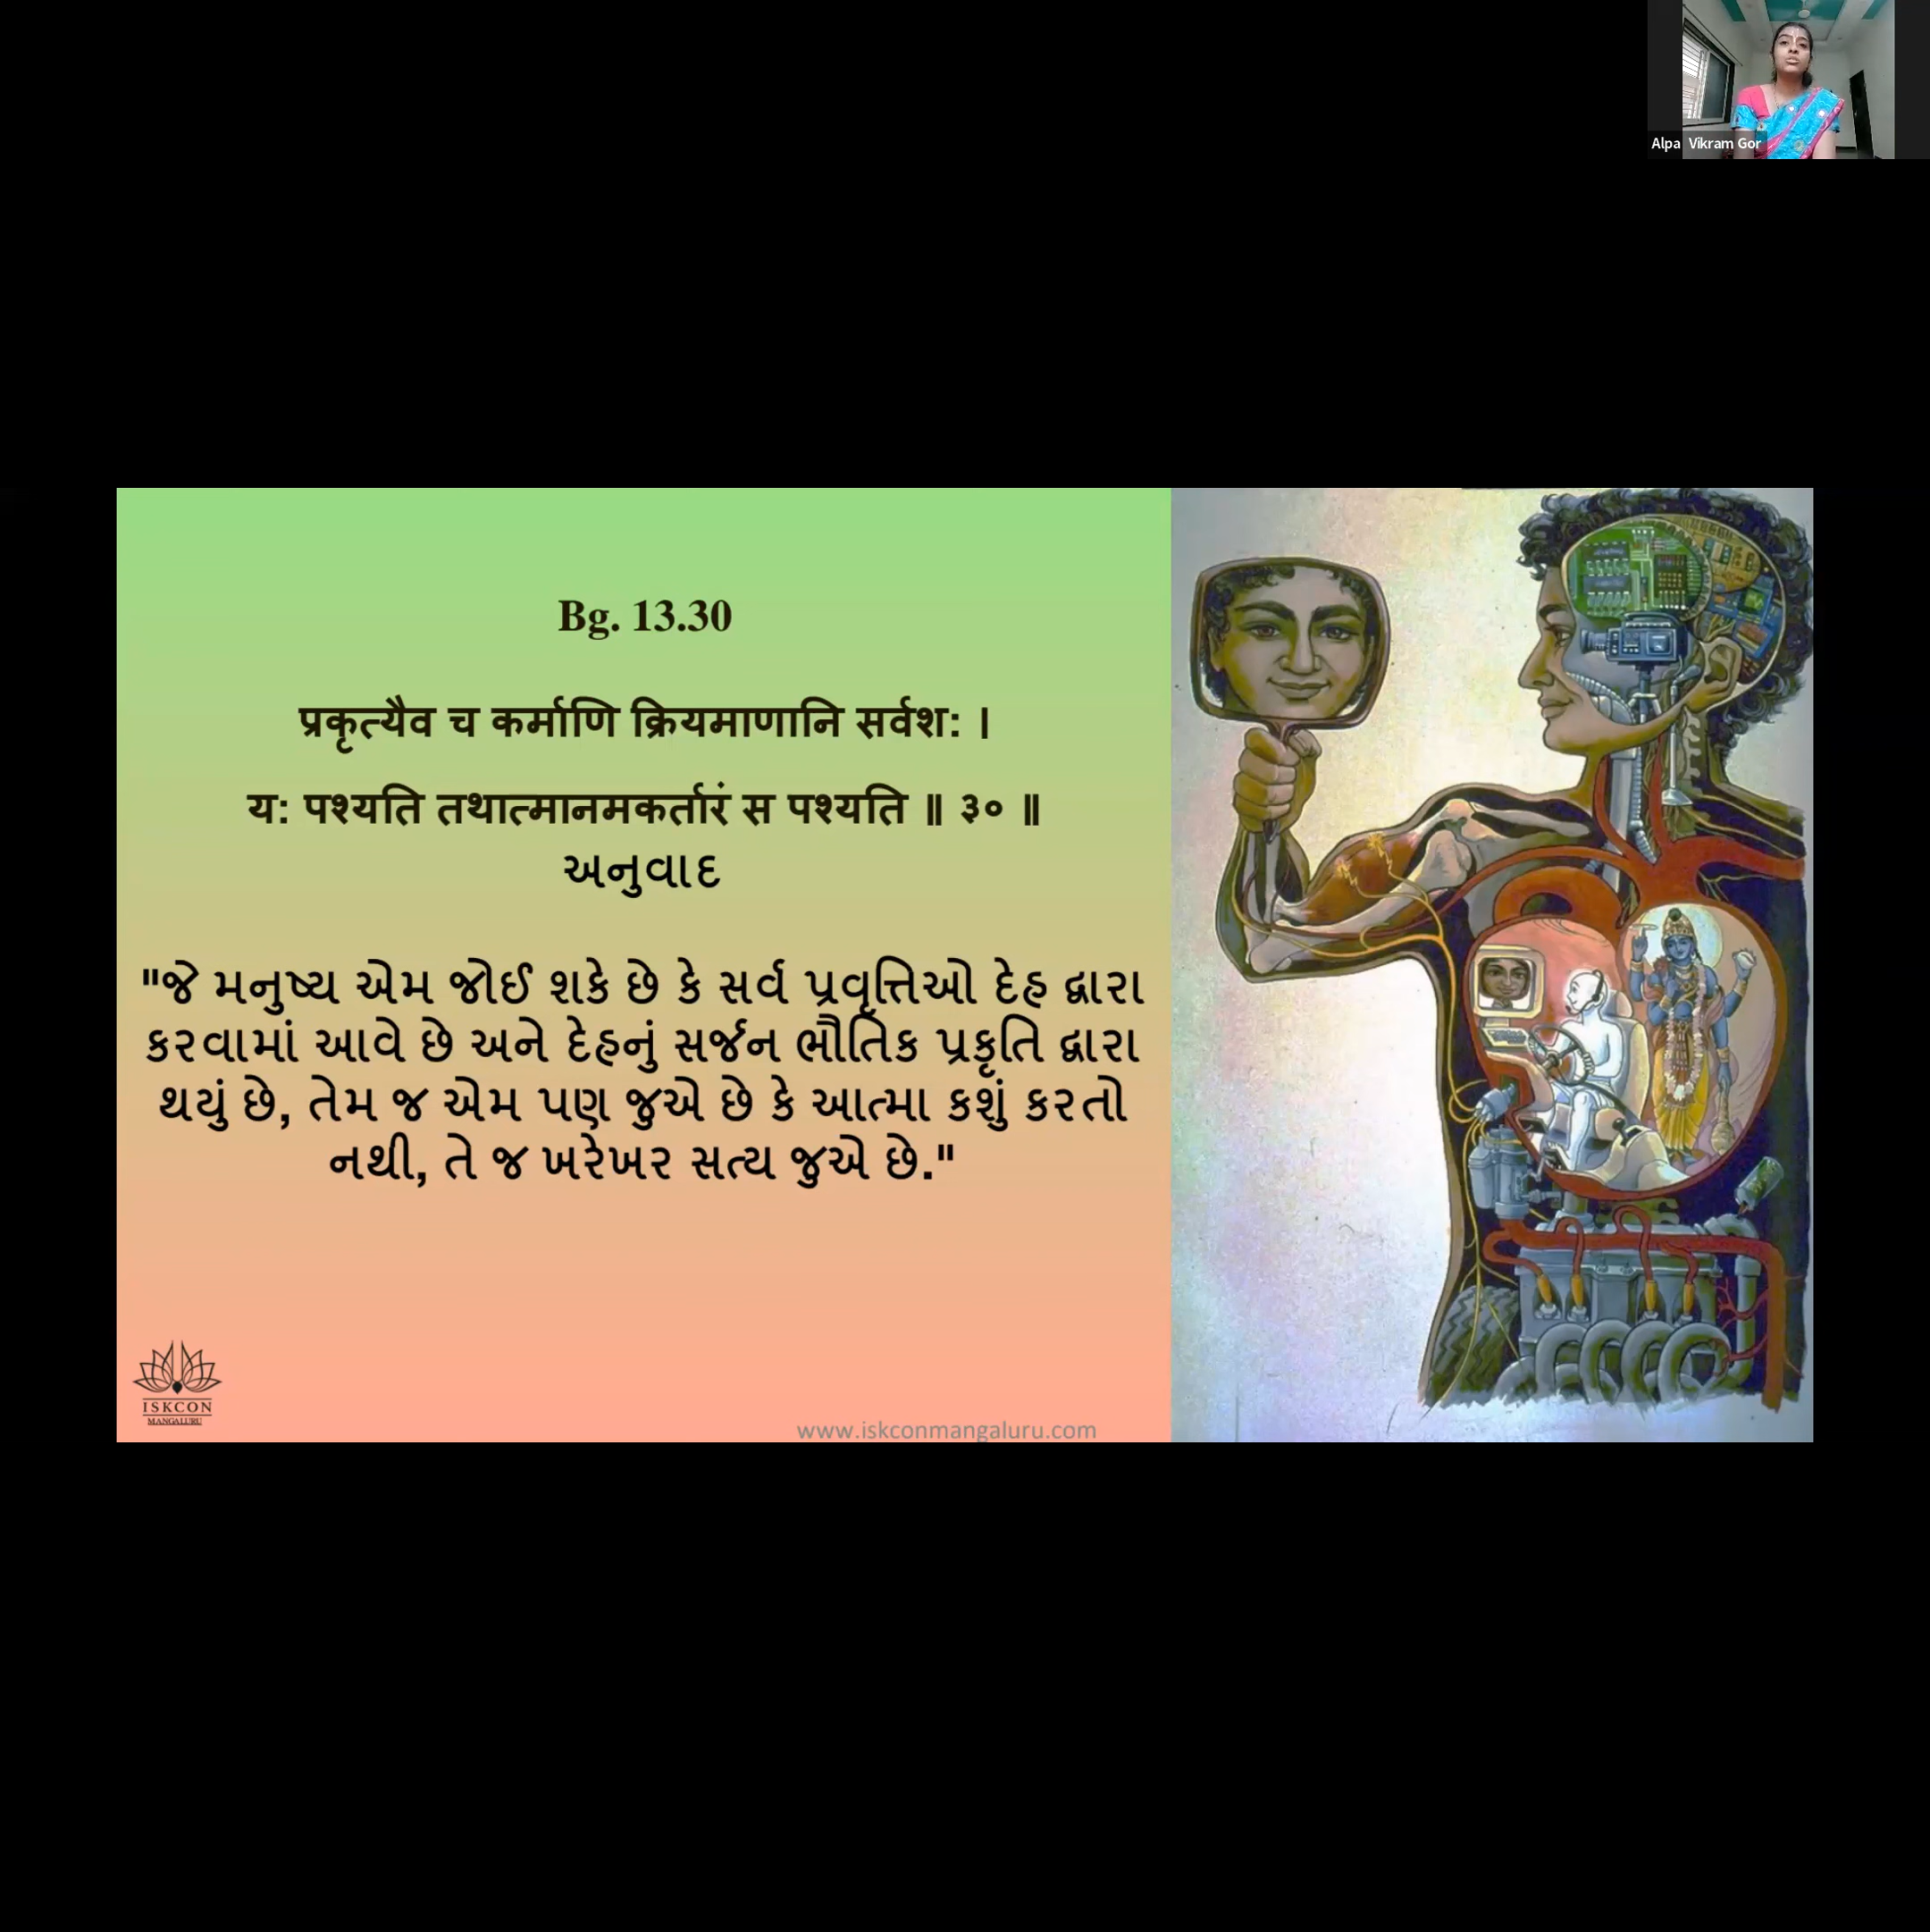 Alpa Vikram Gor
Bg. 13.30
प्रकृत्यैव च कर्माणि क्रियमाणानि सर्वश: ।
य: पश्यति तथात्मानमकर्तारं स पश्यति ॥ ३० ॥
અનુવાદ
"જે મનુષ્ય એમ જોઈ શકે છે કે સર્વ પ્રવૃત્તિઓ દેહ દ્વારા
કરવામાં આવે છે અને દેહનું સર્જન ભૌતિક પ્રકૃતિ દ્વારા
થયું છે, તેમ જ એમ પણ જુએ છે કે આત્મા કશું કરતો
નથી, તે જ ખરેખર સત્ય જુએ છે."
ISKCON
MANGALURU
www.iskconmangaluru.com